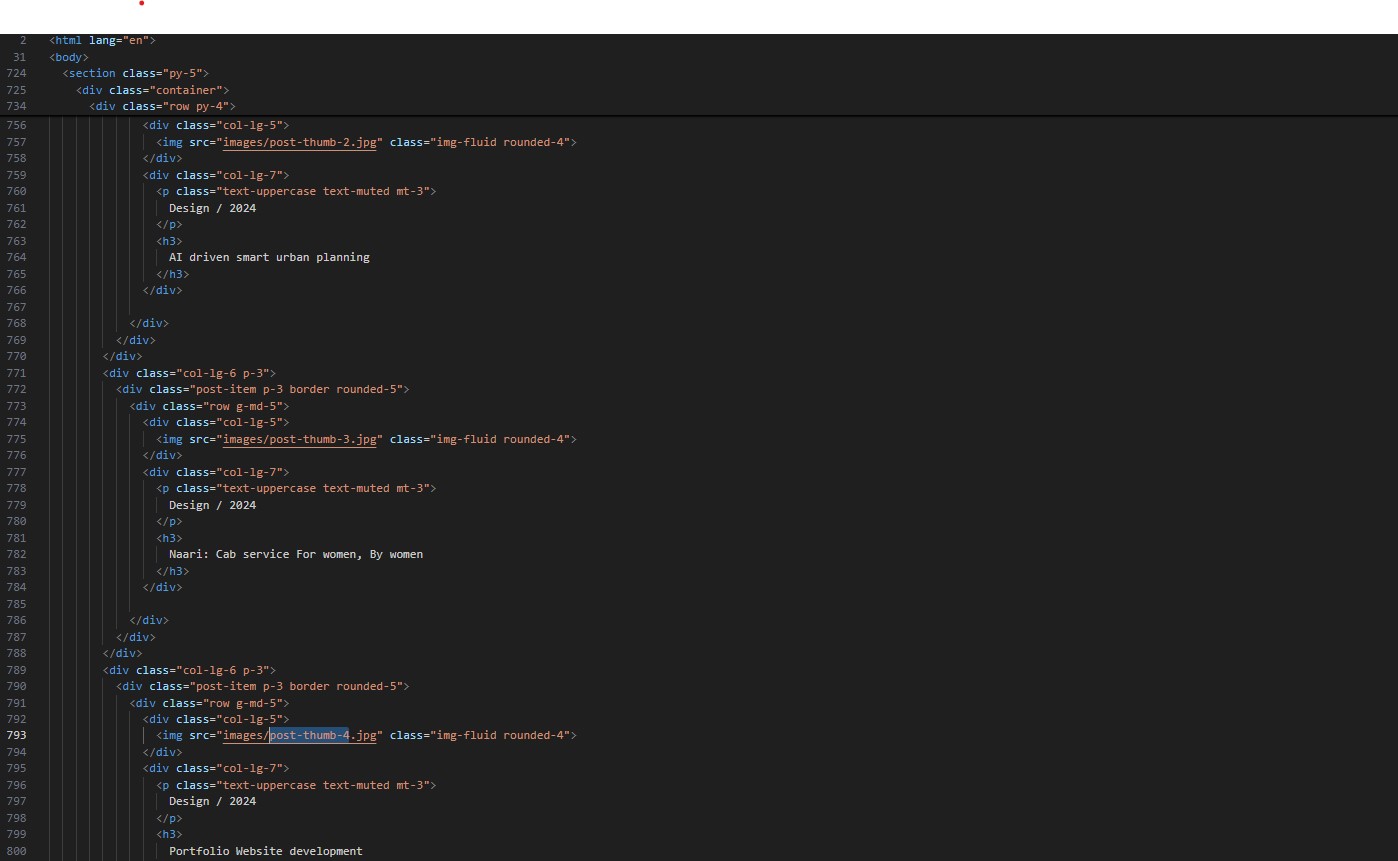 2 <html lang="en">
31 <body>
724 <section class="py-5">
725 <div class="container">
734 <div class="row py-4">
756 <div class="col-lg-5">
757 <img src="images/post-thumb-2.jpg" class="img-fluid rounded-4">
758 </div>
759 <div class="col-lg-7">
760 <p class="text-uppercase text-muted mt-3">
761 Design / 2024
762 </p>
763 <h3>
764 AI driven smart urban planning
765 </h3>
766 </div>
767
768 </div>
769 </div>
770 </div>
771 <div class="col-lg-6 p-3">
772 <div class="post-item p-3 border rounded-5">
773 <div class="row g-md-5">
774 <div class="col-lg-5">
775 <img src="images/post-thumb-3.jpg" class="img-fluid rounded-4">
776 </div>
777 <div class="col-lg-7">
778 <p class="text-uppercase text-muted mt-3">
779 Design / 2024
780 </p>
781 <h3>
782 Naari: Cab service For women, By women
783 </h3>
784 </div>
785
786 </div>
787 </div>
788 </div>
789 <div class="col-lg-6 p-3">
790 <div class="post-item p-3 border rounded-5">
791 <div class="row g-md-5">
792 <div class="col-lg-5">
793 <img src="images/post-thumb-4.jpg" class="img-fluid rounded-4">
794 </div>
795 <div class="col-lg-7">
796 <p class="text-uppercase text-muted mt-3">
797 Design / 2024
798 </p>
799 <h3>
800 Portfolio Website development